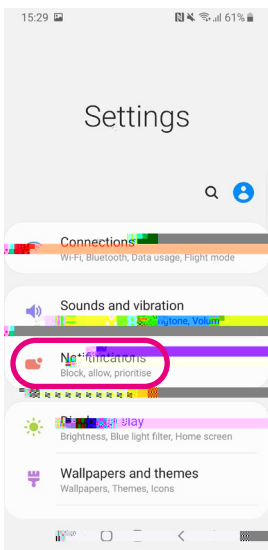 15:29 61%
Settings
Connections
Wi-Fi, Bluetooth, Data usage, Flight mode
Sounds and vibration
Notifications
Block, allow, prioritise
Brightness, Blue light filter, Home screen
Wallpapers and themes
Wallpapers, Themes, Icons